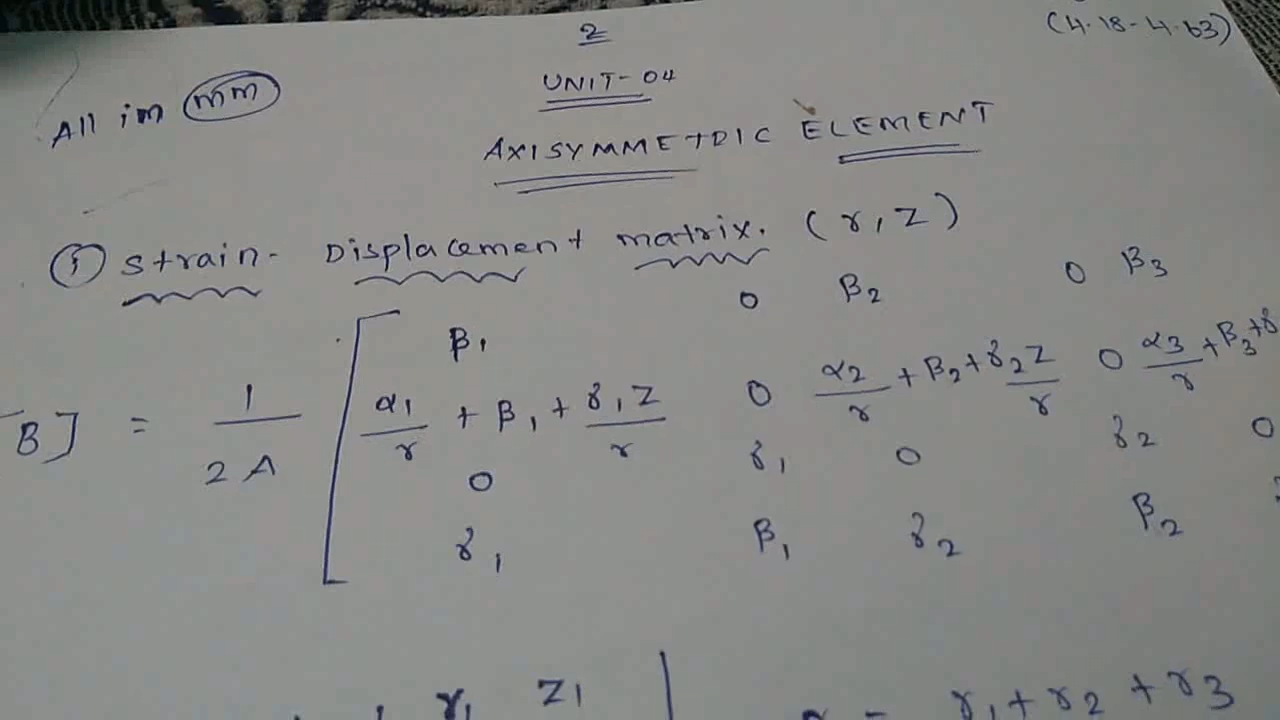 2
(4.18-4.63)
UNIT-04
All in mm
AXISYMMETRIC ELEMENT
① Strain-Displacement matrix. (r, z)
B] = 1/2A [ β1 0 β2 0 β3
α1/r + β1 + γ1z/r 0 α2/r + β2 + γ2z/r 0 α3/r + β3 + γ
0 γ1 0 γ2 0
γ1 β1 γ2 β2
r1 z1 | = r1 + r2 + r3